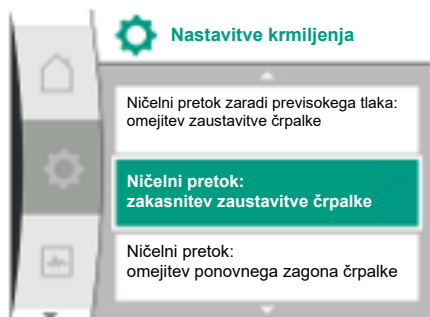 Nastavitve krmiljenja
Ničelni pretok zaradi previsokega tlaka:
omejitev zaustavitve črpalke
Ničelni pretok:
zakasnitev zaustavitve črpalke
Ničelni pretok:
omejitev ponovnega zagona črpalke